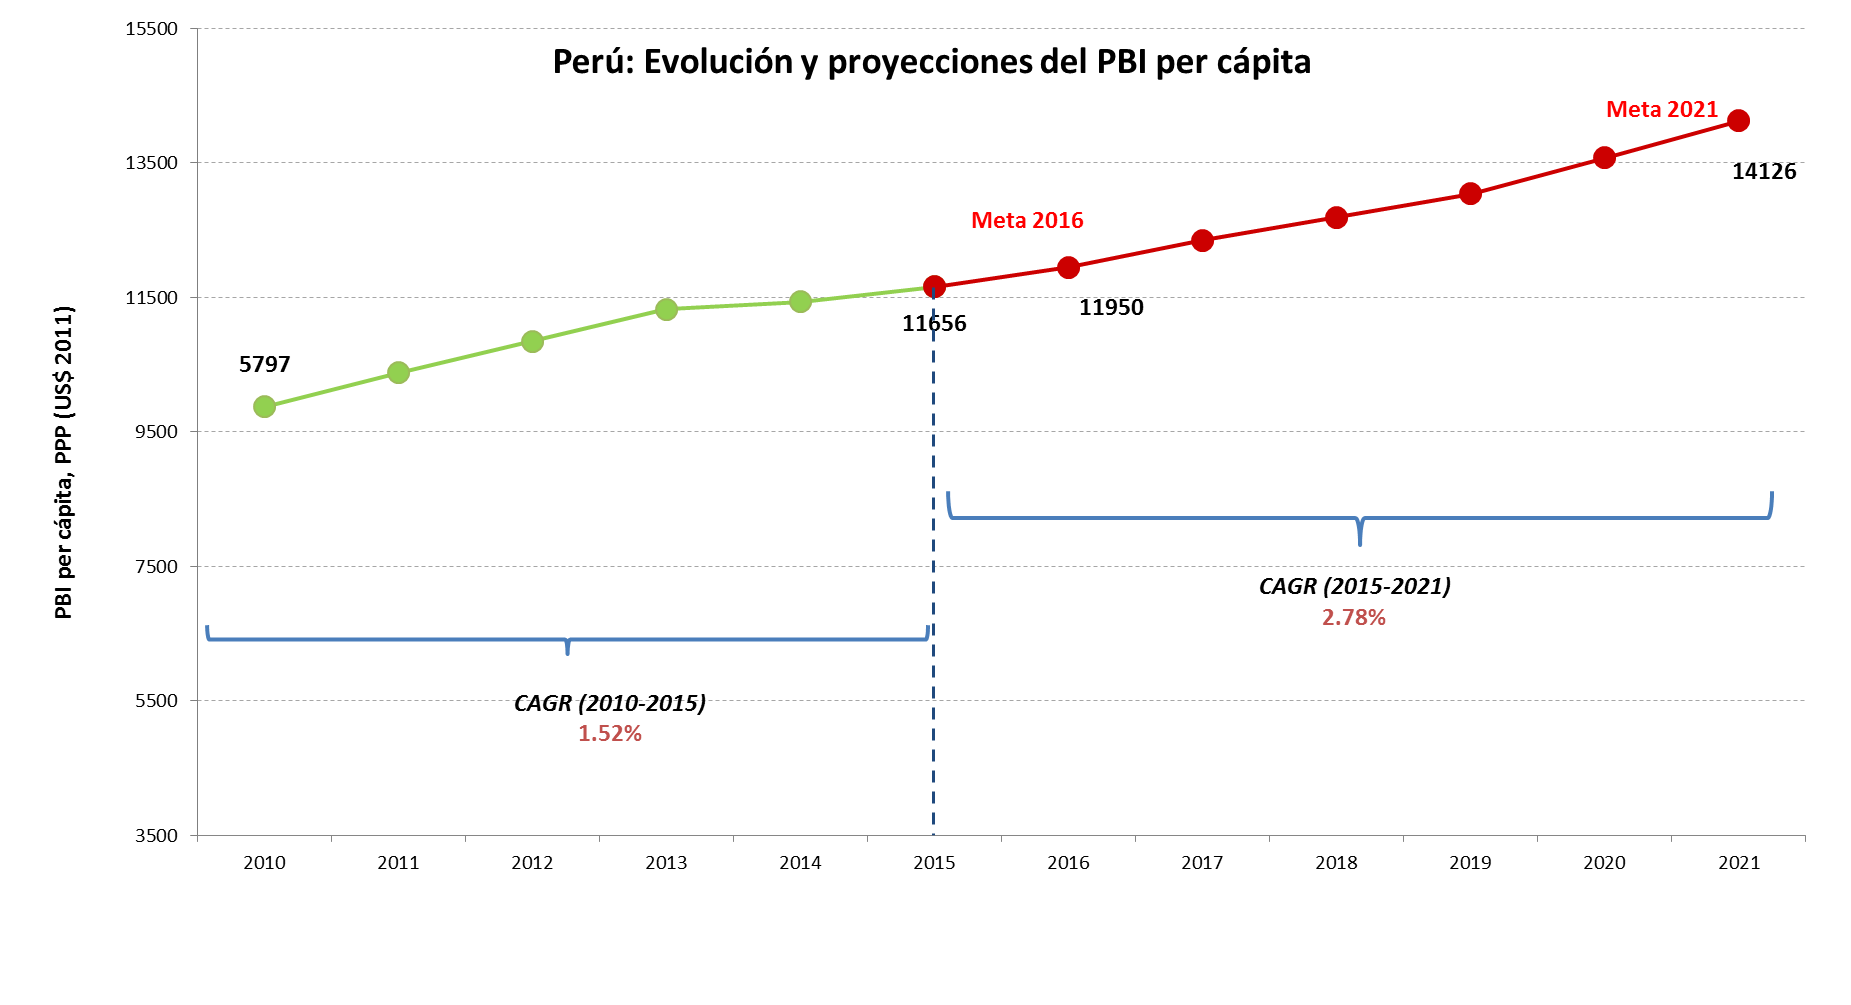 Perú: Evolución y proyecciones del PBI per cápita
PBI per cápita, PPP (US$ 2011)
15500
13500
11500
9500
7500
5500
3500
5797
11656
Meta 2016
11950
Meta 2021
14126
CAGR (2015-2021)
2.78%
CAGR (2010-2015)
1.52%
2010 2011 2012 2013 2014 2015 2016 2017 2018 2019 2020 2021